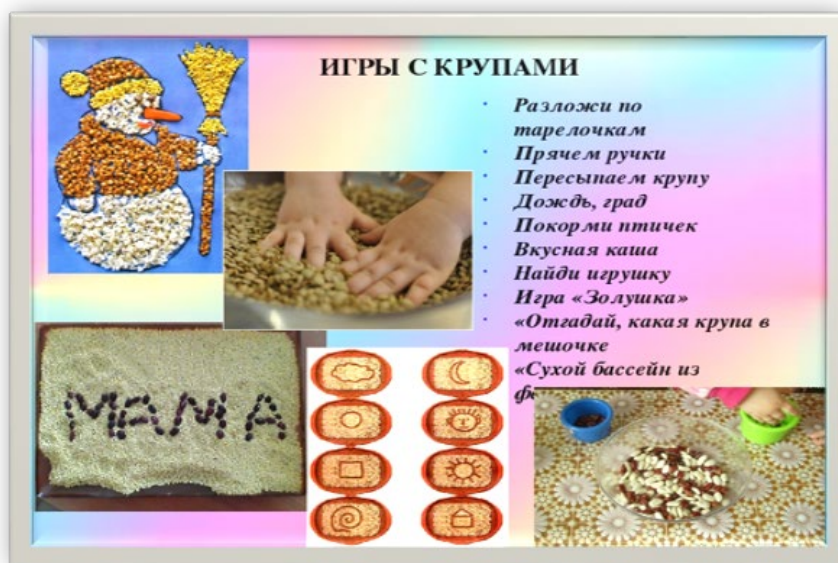 ИГРЫ С КРУПАМИ
Разложи по
тарелочкам
Прячем ручки
Пересыпаем крупу
Дождь, град
Покорми птичек
Вкусная каша
Найди игрушку
Игра «Золушка»
«Отгадай, какая крупа в
мешочке
«Сухой бассейн из
МАМА